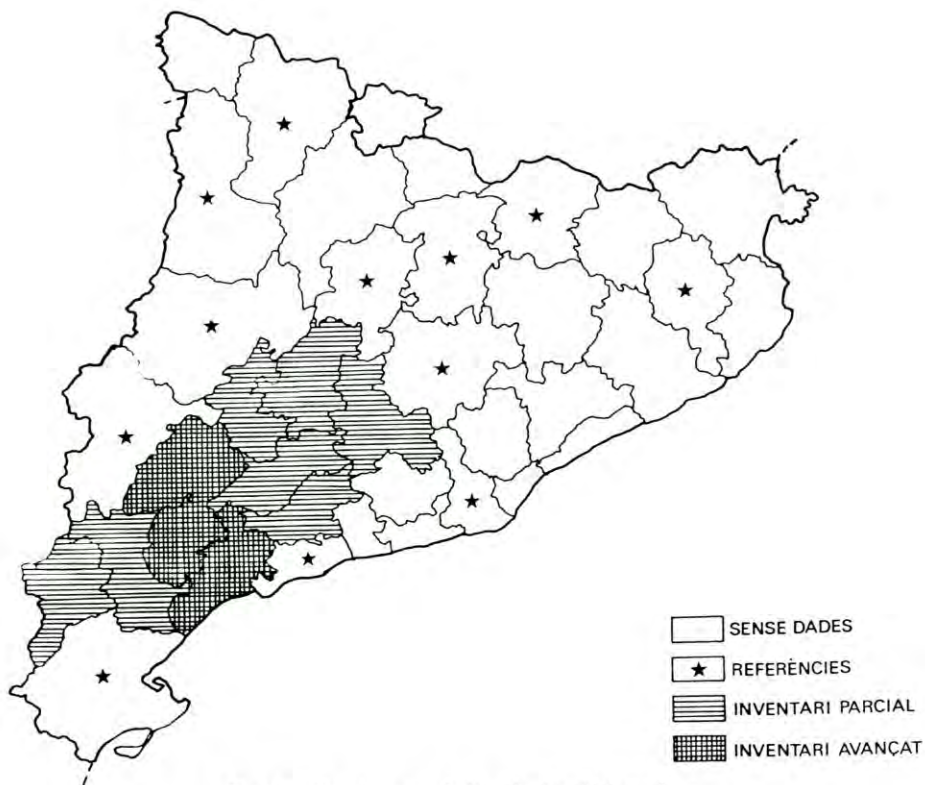 SENSE DADES
REFERÈNCIES
INVENTARI PARCIAL
INVENTARI AVANÇAT